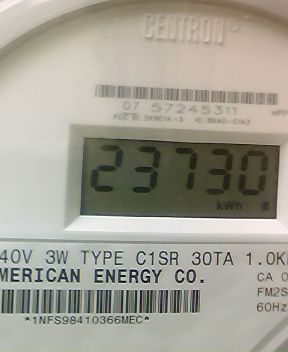 CENTRON®
07 57245311
23730
kWh
40V 3W TYPE C1SR 30TA 1.0K
MERICAN ENERGY CO.
CA 0
FM2S
60Hz
*1NFS98410366MEC*